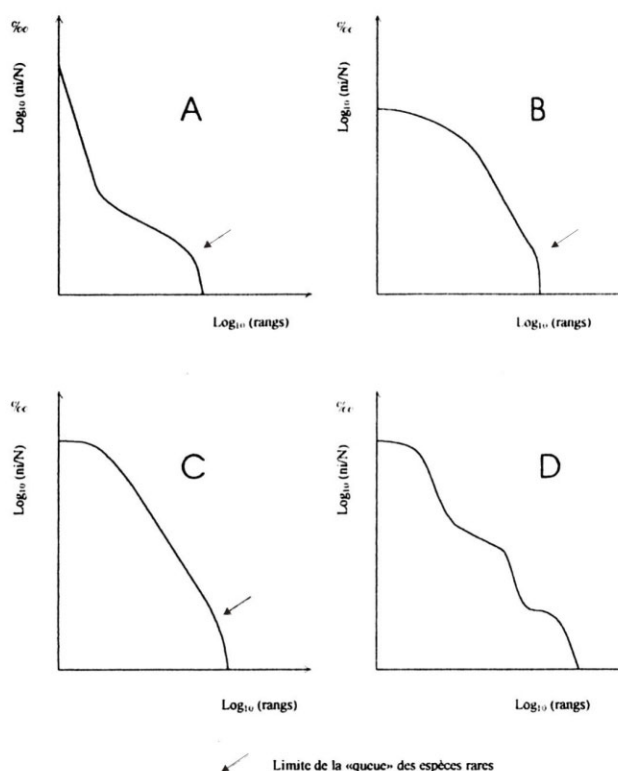 ‰
Log₁₀ (ni/N)
A
Log₁₀ (rangs)
‰
Log₁₀ (ni/N)
B
Log₁₀ (rangs)
‰
Log₁₀ (ni/N)
C
Log₁₀ (rangs)
‰
Log₁₀ (ni/N)
D
Log₁₀ (rangs)
Limite de la «queue» des espèces rares